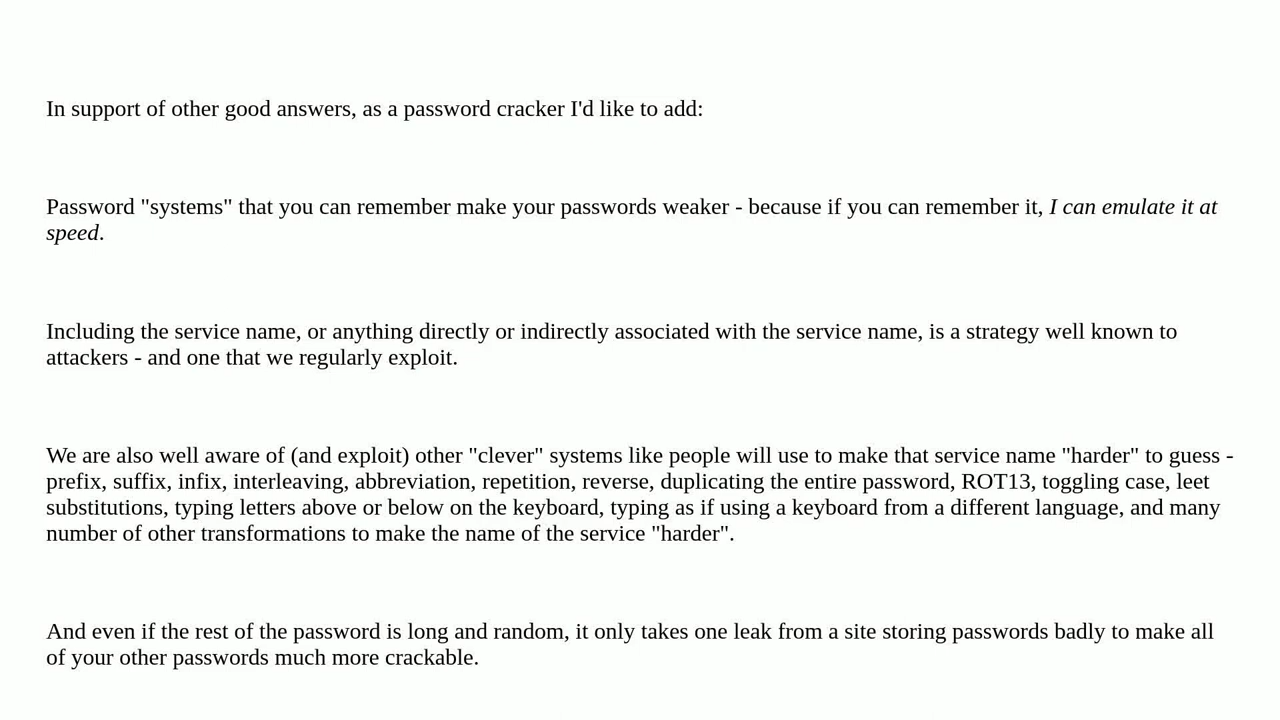 In support of other good answers, as a password cracker I'd like to add:
Password "systems" that you can remember make your passwords weaker - because if you can remember it, I can emulate it at
speed.
Including the service name, or anything directly or indirectly associated with the service name, is a strategy well known to
attackers - and one that we regularly exploit.
We are also well aware of (and exploit) other "clever" systems like people will use to make that service name "harder" to guess -
prefix, suffix, infix, interleaving, abbreviation, repetition, reverse, duplicating the entire password, ROT13, toggling case, leet
substitutions, typing letters above or below on the keyboard, typing as if using a keyboard from a different language, and many
number of other transformations to make the name of the service "harder".
And even if the rest of the password is long and random, it only takes one leak from a site storing passwords badly to make all
of your other passwords much more crackable.